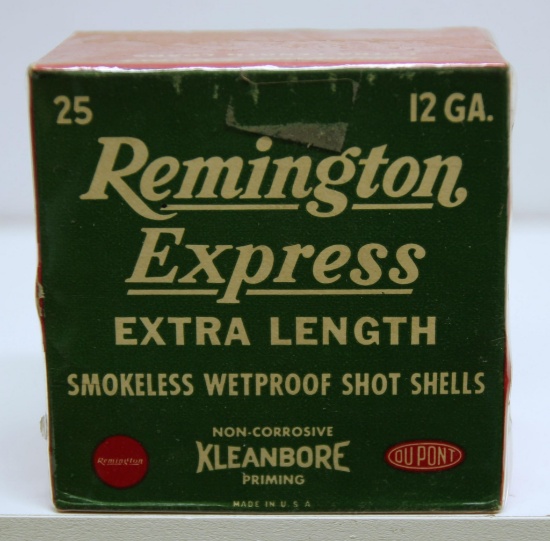 25 12 GA.
Remington
Express
EXTRA LENGTH
SMOKELESS WETPROOF SHOT SHELLS
NON-CORROSIVE
KLEANBORE
PRIMING
Remington
DU PONT
MADE IN U.S A